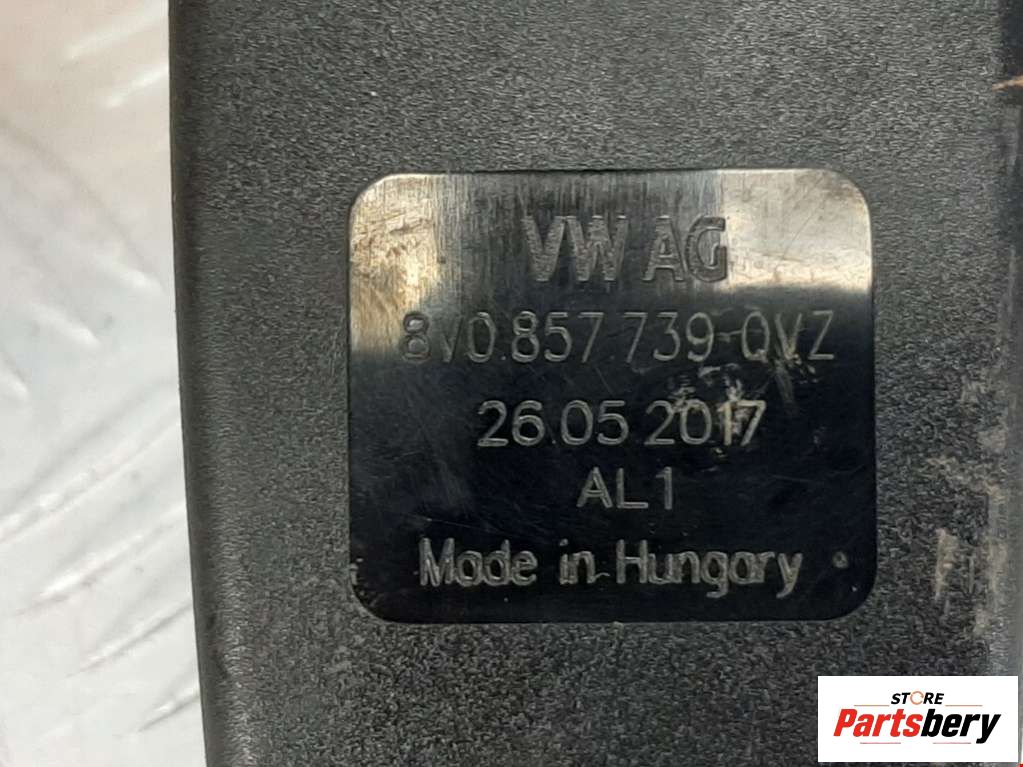 VW AG
8V0.857.739 QVZ
26.05.2017
AL1
Made in Hungary
STORE
Partsbery